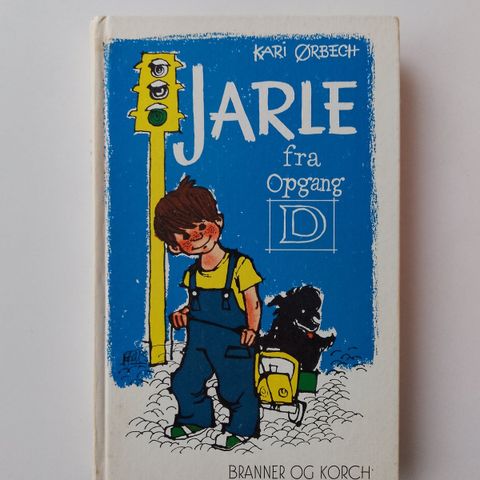 KARI ØRBECH
JARLE
fra
Opgang
D
BRANNER OG KORCH